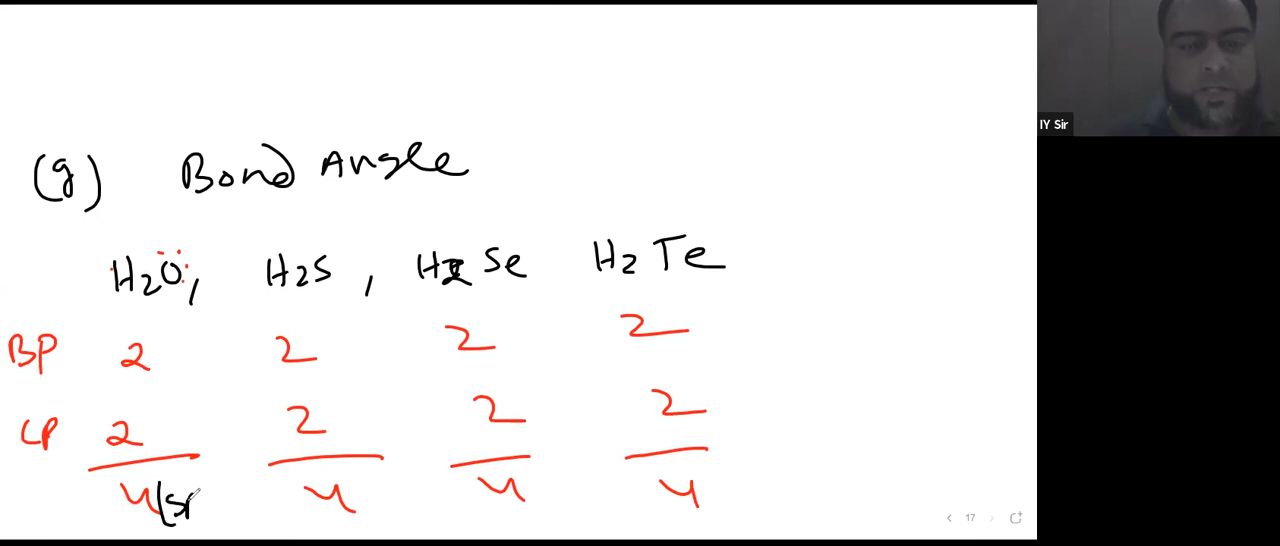 (g) Bond Angle
H2O, H2S, H2Se H2Te
BP 2 2 2 2
LP 2 2 2 2
4(sp 4 4 4
IY Sir
17